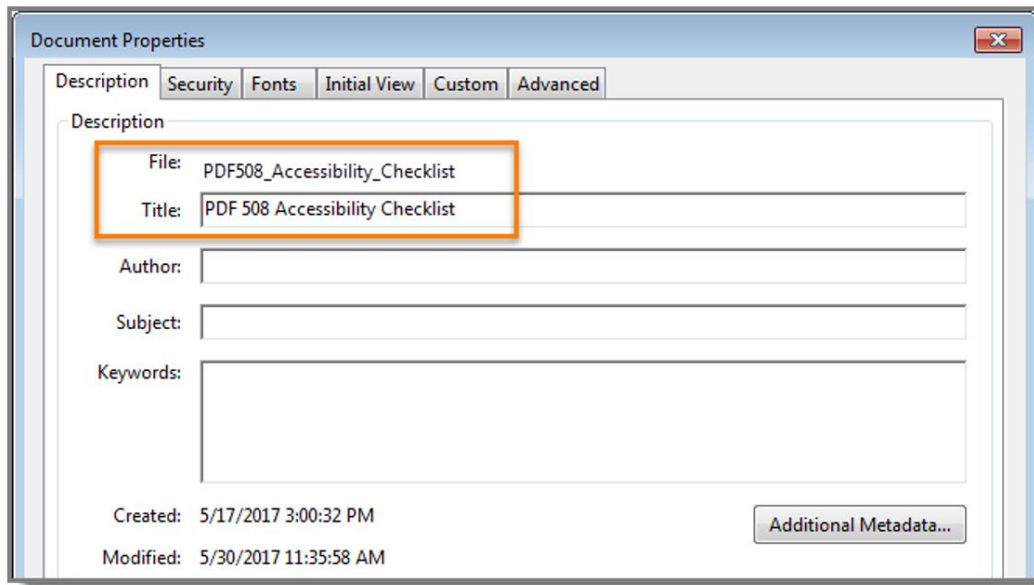 Document Properties
Description Security Fonts Initial View Custom Advanced
Description
File: PDF508_Accessibility_Checklist
Title: PDF 508 Accessibility Checklist
Author:
Subject:
Keywords:
Created: 5/17/2017 3:00:32 PM
Additional Metadata...
Modified: 5/30/2017 11:35:58 AM